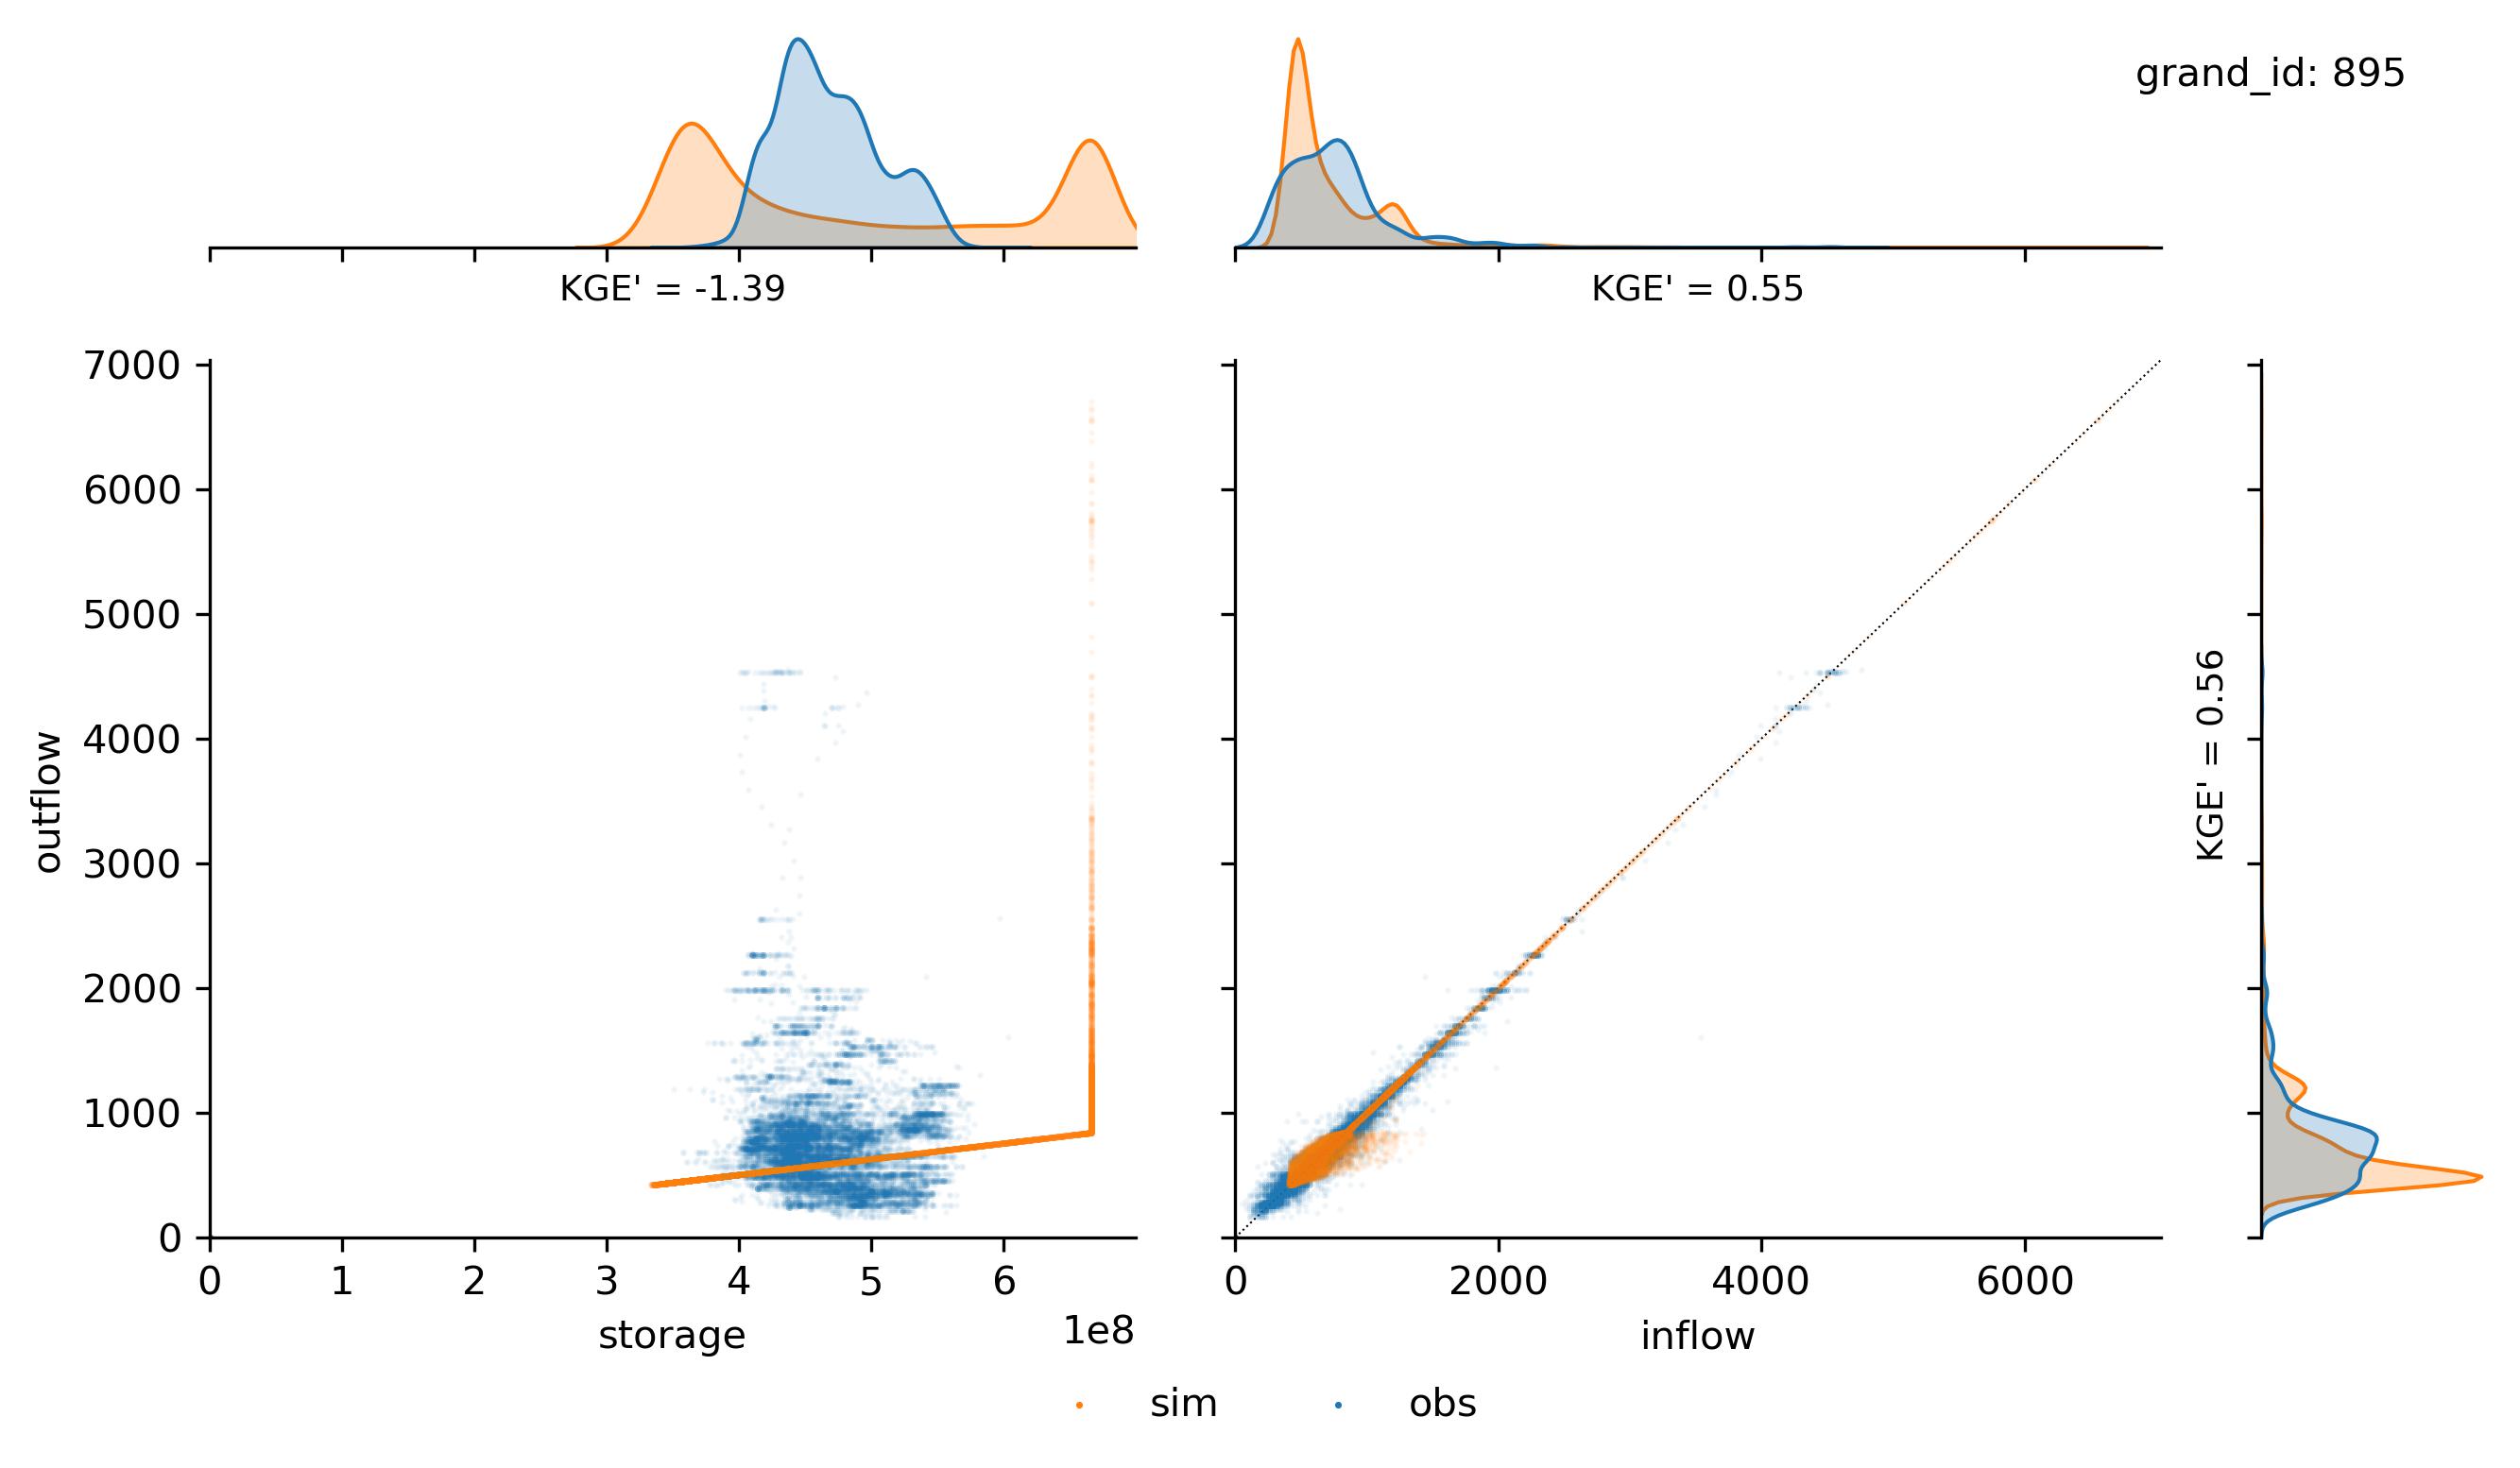 grand_id: 895
KGE' = -1.39
KGE' = 0.55
7000
6000
5000
4000
3000
2000
1000
0
outflow
0 1 2 3 4 5 6
1e8
storage
0 2000 4000 6000
inflow
KGE' = 0.56
sim obs